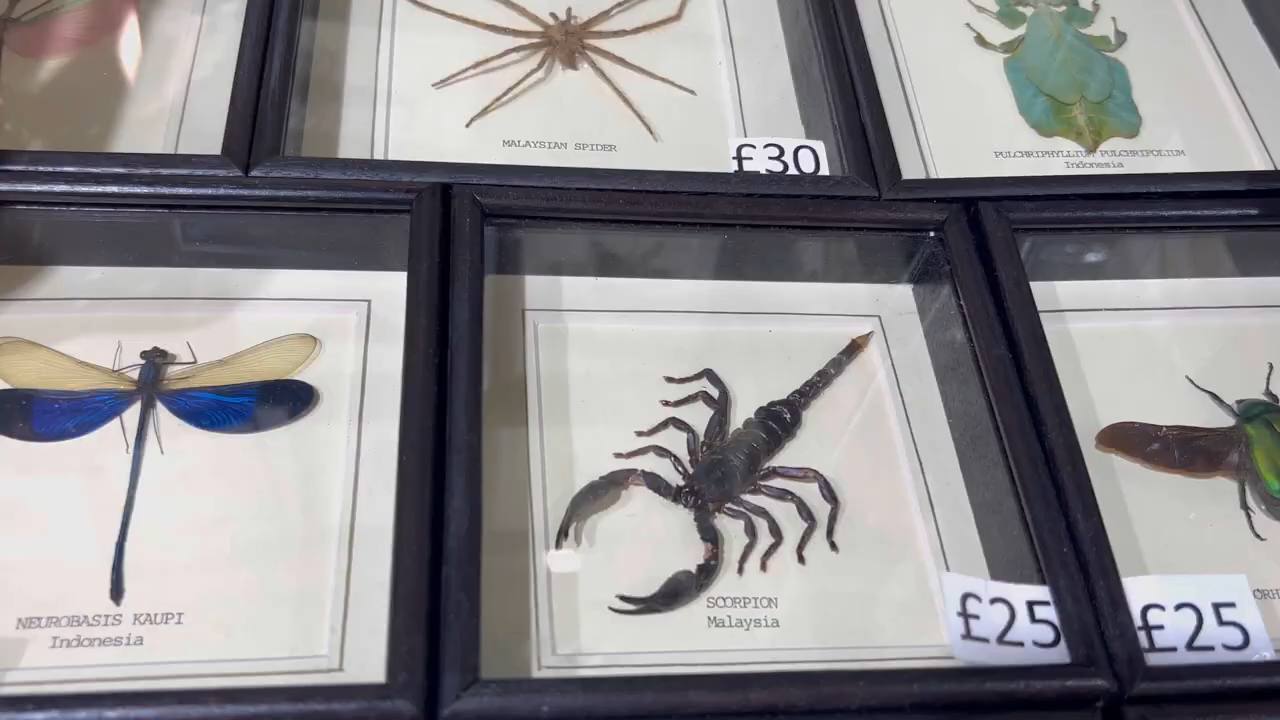 MALAYSIAN SPIDER
£30
PULCHRIPHYLLIUM PULCHRIFOLIUM
Indonesia
NEUROBASIS KAUPI
Indonesia
SCORPION
Malaysia
£25
£25